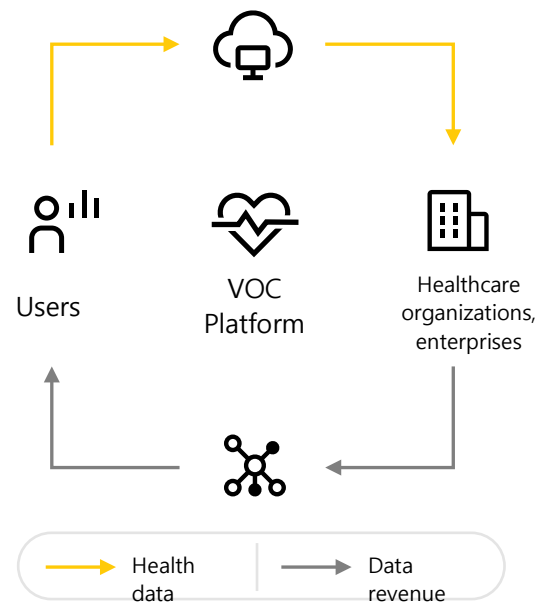 Users
VOC
Platform
Healthcare
organizations,
enterprises
Health
data
Data
revenue